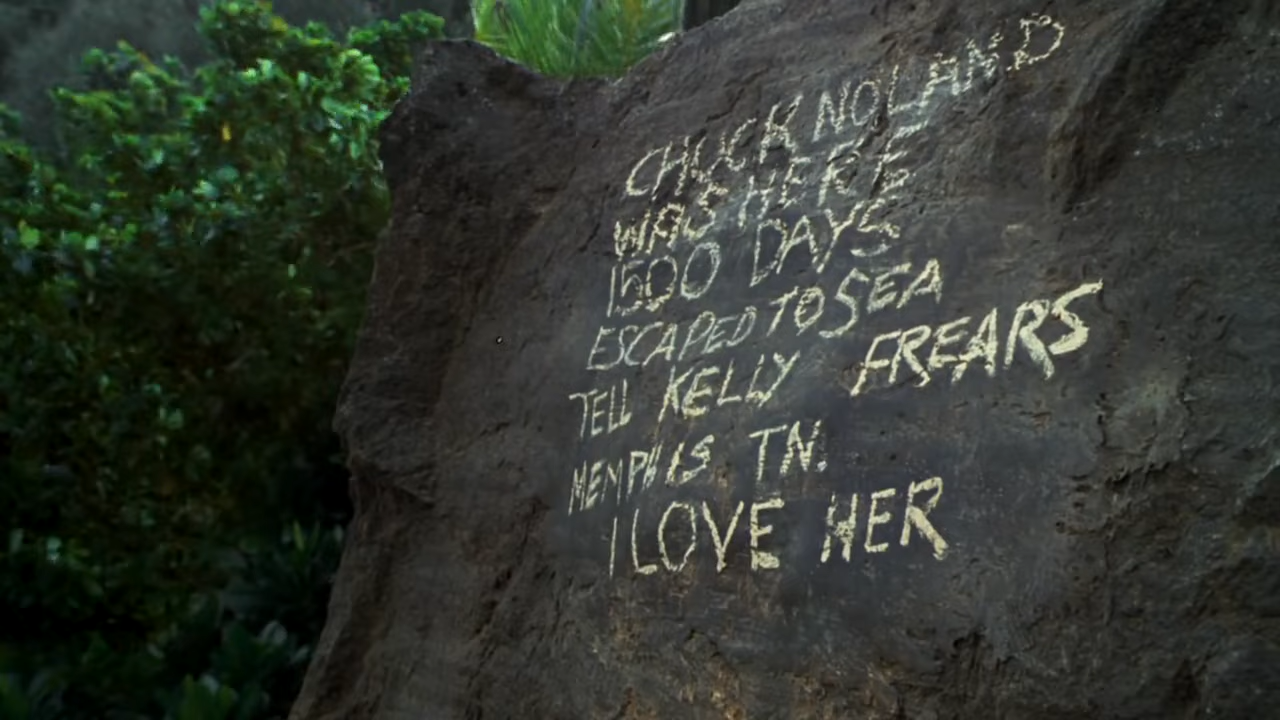 CHUCK NOLAND
WAS HERE
1500 DAYS
ESCAPED TO SEA
TELL KELLY FREARS
MEMPHIS TN.
I LOVE HER